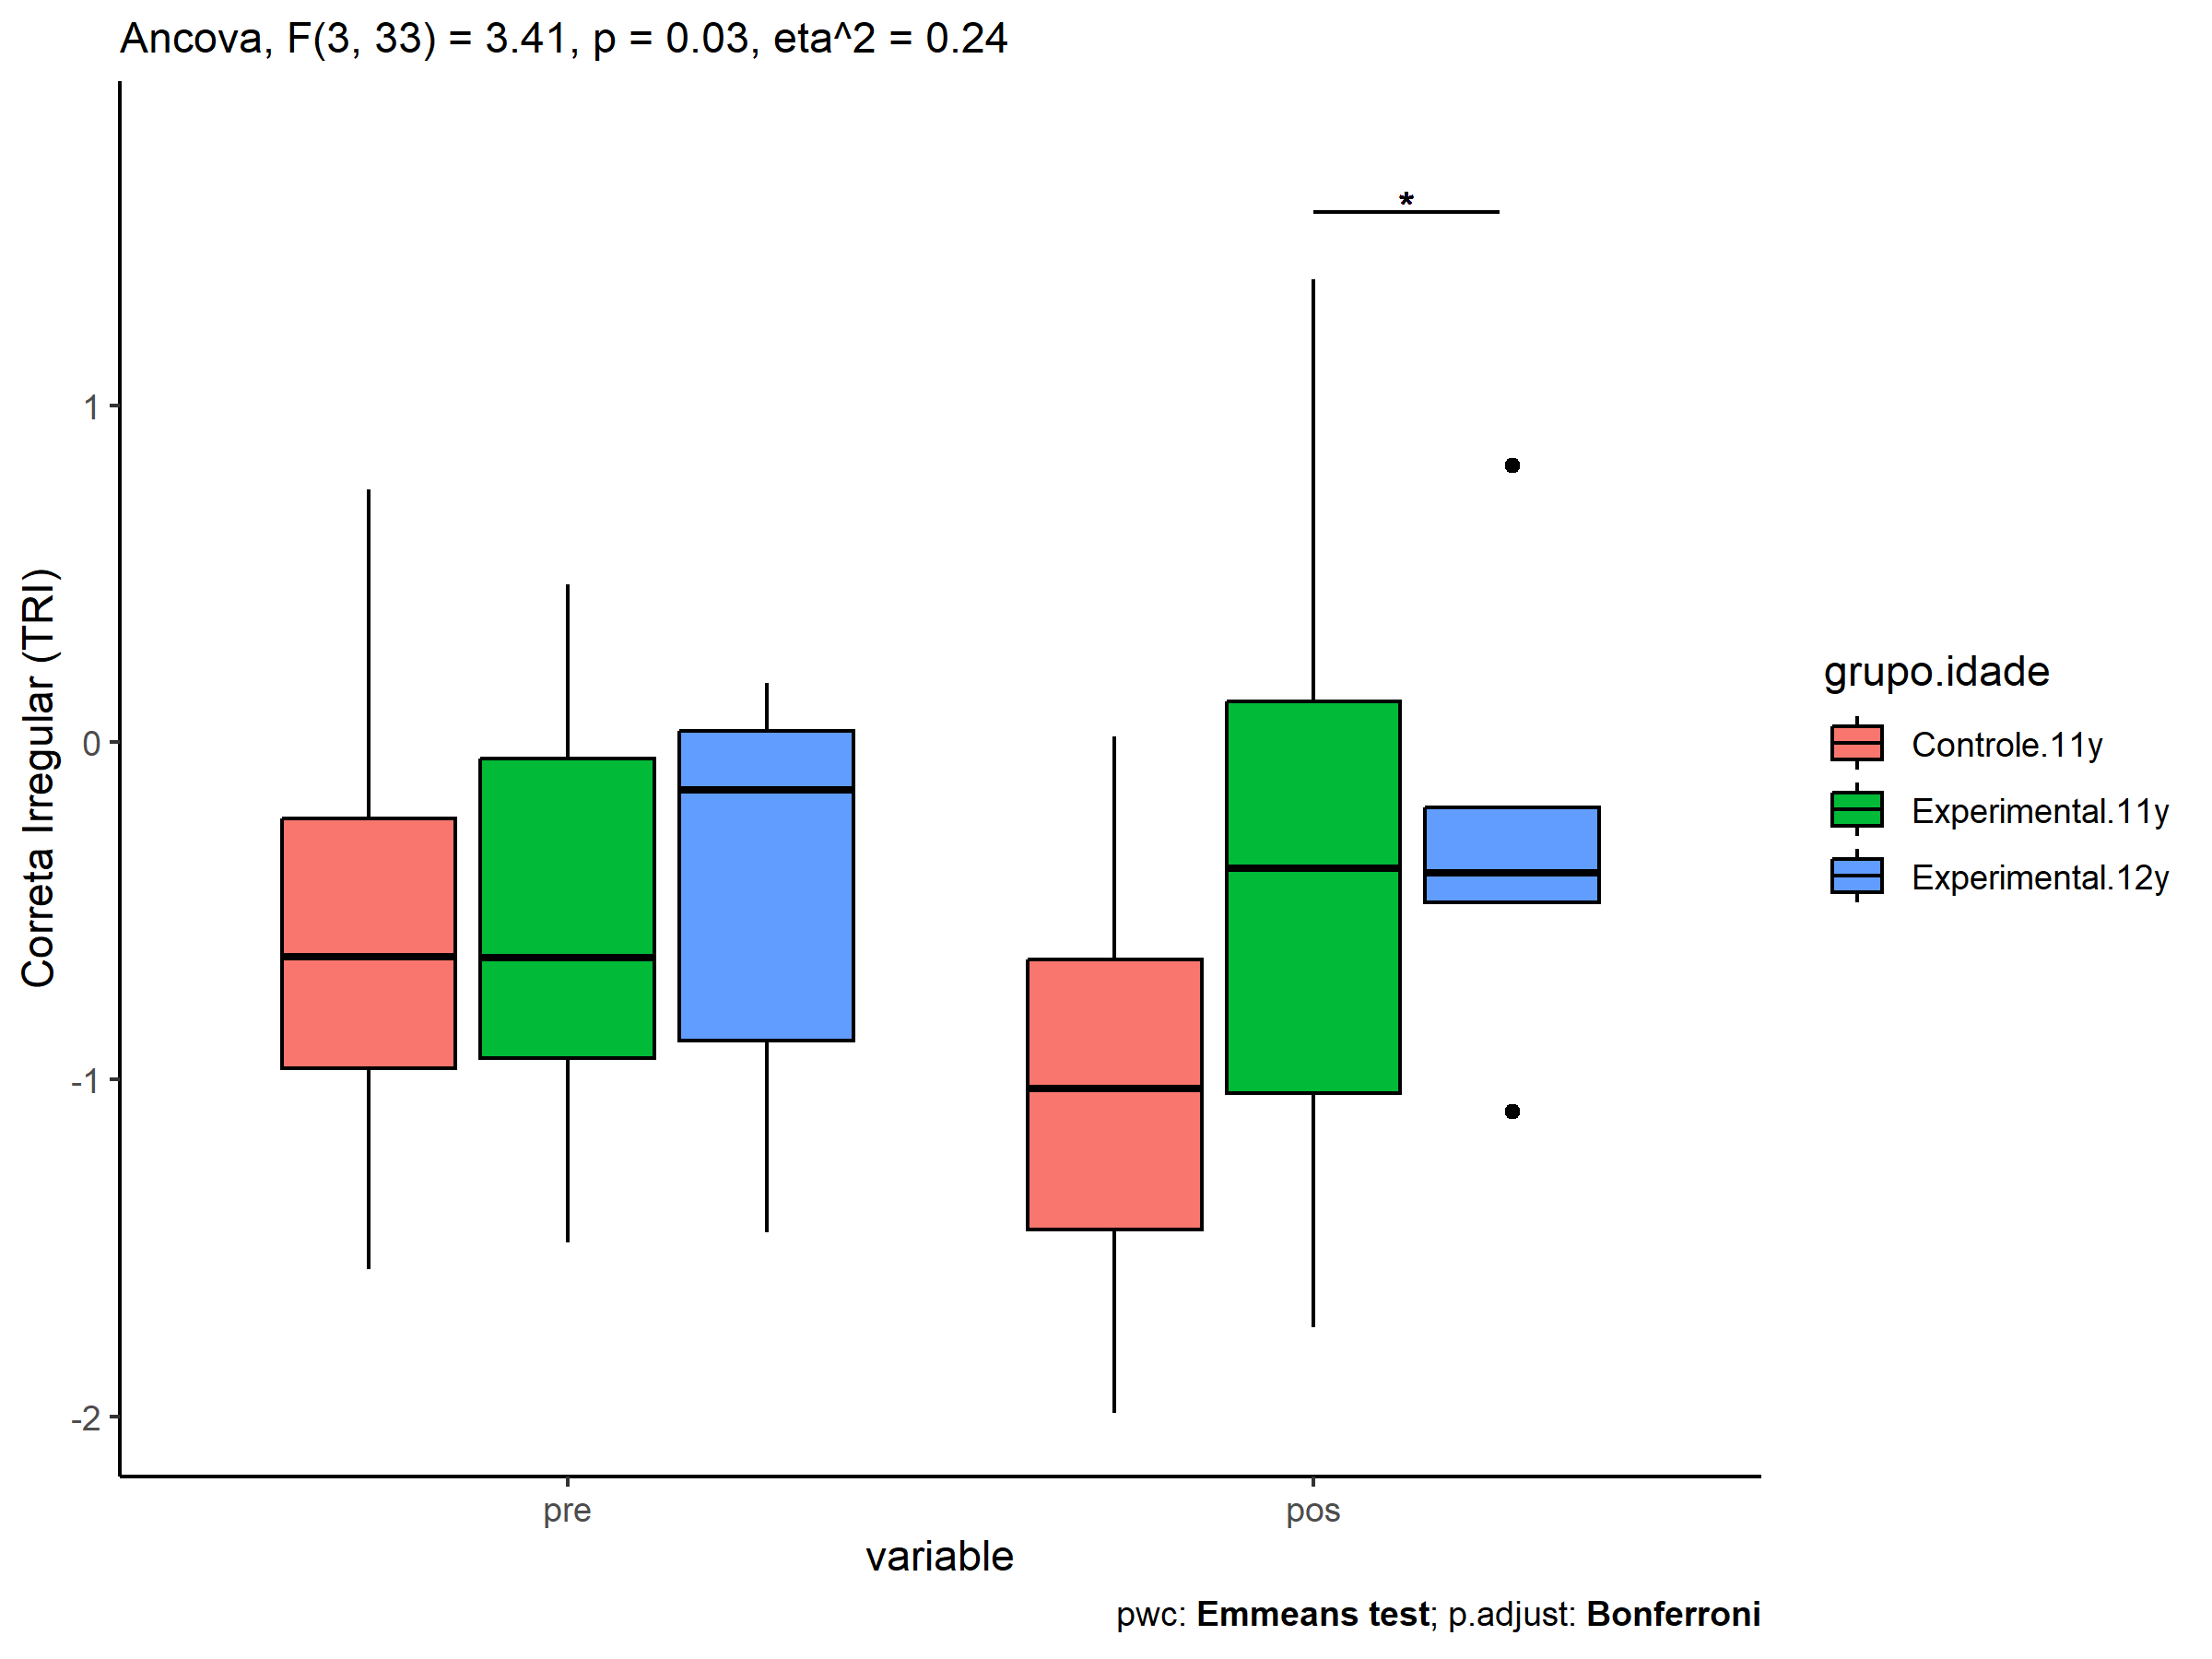 Ancova, F(3, 33) = 3.41, p = 0.03, eta^2 = 0.24
*
1
0
-1
-2
Correta Irregular (TRI)
pre
pos
variable
grupo.idade
Controle.11y
Experimental.11y
Experimental.12y
pwc: Emmeans test; p.adjust: Bonferroni